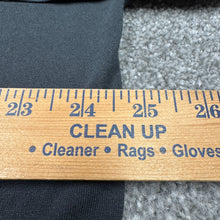 23 24 25 26
CLEAN UP
• Cleaner • Rags • Gloves